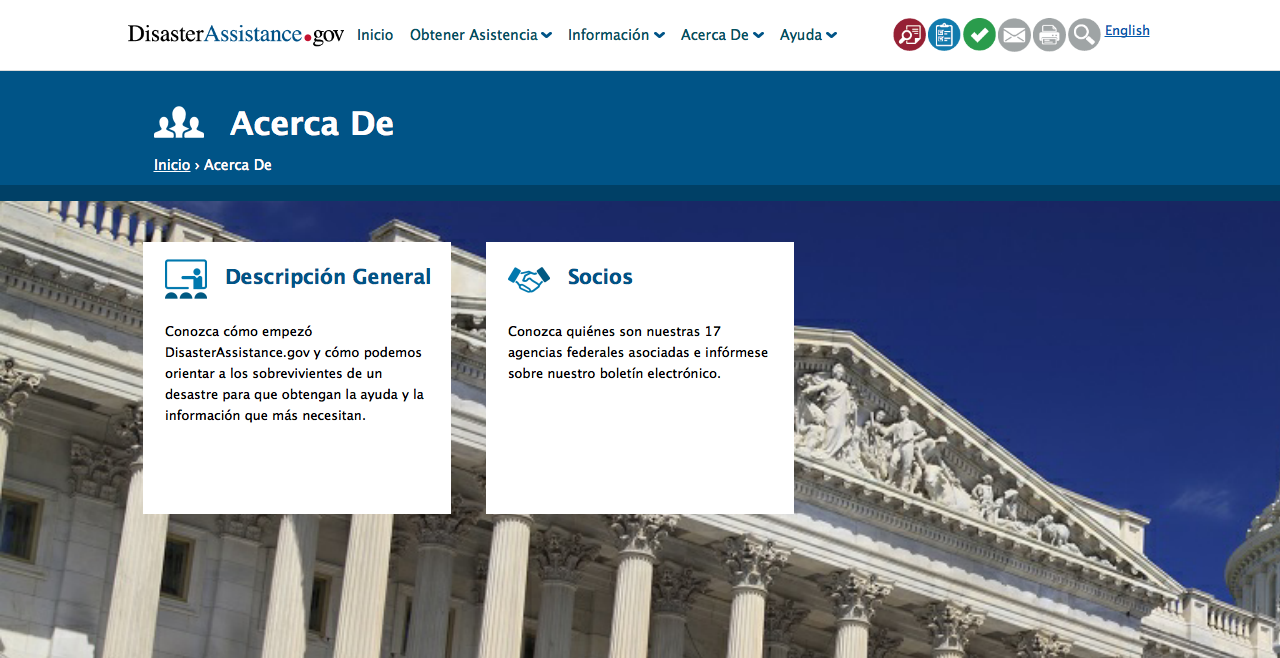 DisasterAssistance.gov Inicio Obtener Asistencia Información Acerca De Ayuda English
Acerca De
Inicio › Acerca De
Descripción General
Conozca cómo empezó
DisasterAssistance.gov y cómo podemos
orientar a los sobrevivientes de un
desastre para que obtengan la ayuda y la
información que más necesitan.
Socios
Conozca quiénes son nuestras 17
agencias federales asociadas e infórmese
sobre nuestro boletín electrónico.